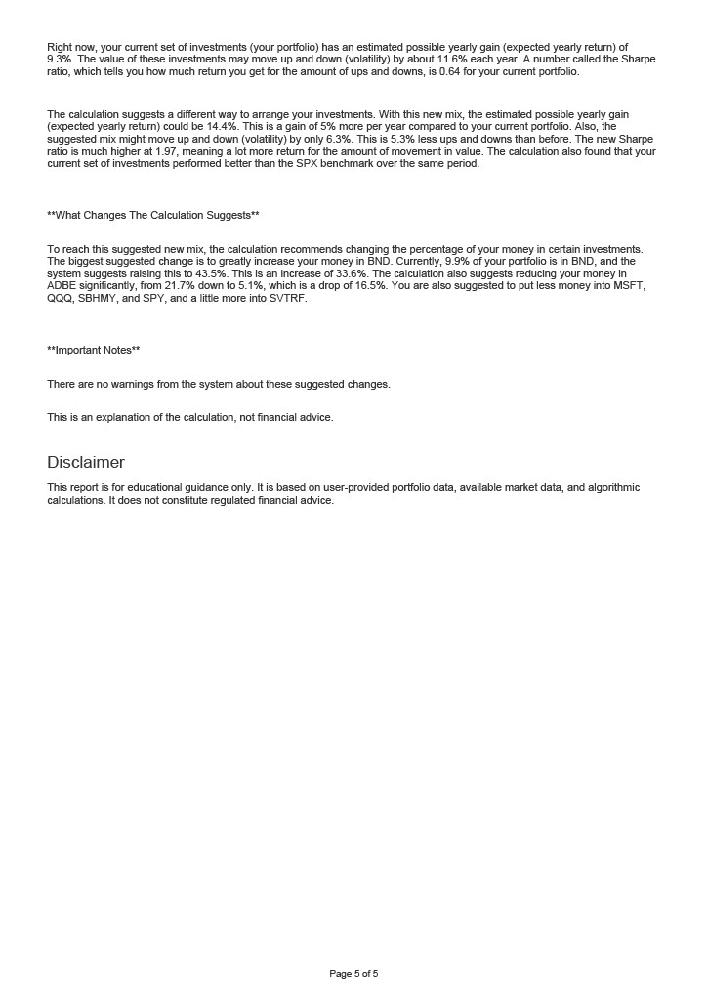 Right now, your current set of investments (your portfolio) has an estimated possible yearly gain (expected yearly return) of
9.3%. The value of these investments may move up and down (volatility) by about 11.6% each year. A number called the Sharpe
ratio, which tells you how much return you get for the amount of ups and downs, is 0.64 for your current portfolio.
The calculation suggests a different way to arrange your investments. With this new mix, the estimated possible yearly gain
(expected yearly return) could be 14.4%. This is a gain of 5% more per year compared to your current portfolio. Also, the
suggested mix might move up and down (volatility) by only 6.3%. This is 5.3% less ups and downs than before. The new Sharpe
ratio is much higher at 1.97, meaning a lot more return for the amount of movement in value. The calculation also found that your
current set of investments performed better than the SPX benchmark over the same period.
**What Changes The Calculation Suggests**
To reach this suggested new mix, the calculation recommends changing the percentage of your money in certain investments.
The biggest suggested change is to greatly increase your money in BND. Currently, 9.9% of your portfolio is in BND, and the
system suggests raising this to 43.5%. This is an increase of 33.6%. The calculation also suggests reducing your money in
ADBE significantly, from 21.7% down to 5.1%, which is a drop of 16.5%. You are also suggested to put less money into MSFT,
QQQ, SBHMY, and SPY, and a little more into SVTRF.
**Important Notes**
There are no warnings from the system about these suggested changes.
This is an explanation of the calculation, not financial advice.
Disclaimer
This report is for educational guidance only. It is based on user-provided portfolio data, available market data, and algorithmic
calculations. It does not constitute regulated financial advice.
Page 5 of 5